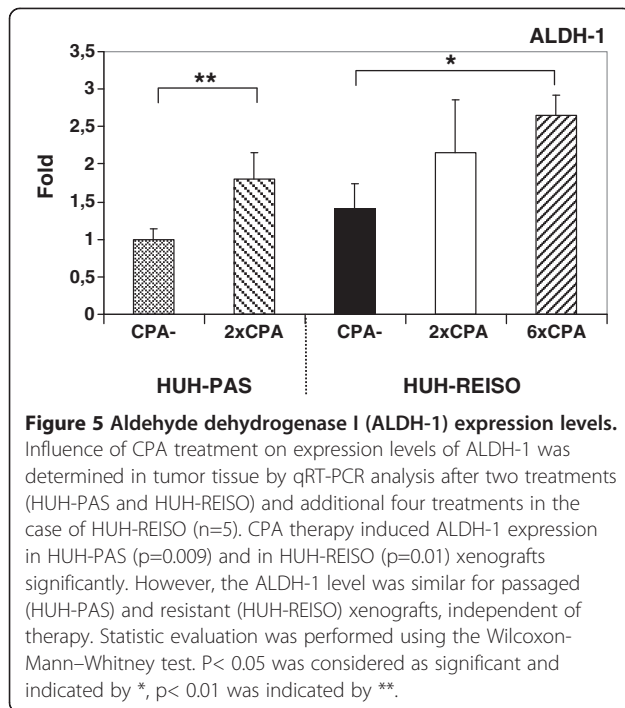 ALDH-1
3,5
3
2,5
2
1,5
1
0,5
0
Fold
**
*
CPA-
2xCPA
CPA-
2xCPA
6xCPA
HUH-PAS
HUH-REISO
Figure 5 Aldehyde dehydrogenase I (ALDH-1) expression levels.
Influence of CPA treatment on expression levels of ALDH-1 was
determined in tumor tissue by qRT-PCR analysis after two treatments
(HUH-PAS and HUH-REISO) and additional four treatments in the
case of HUH-REISO (n=5). CPA therapy induced ALDH-1 expression
in HUH-PAS (p=0.009) and in HUH-REISO (p=0.01) xenografts
significantly. However, the ALDH-1 level was similar for passaged
(HUH-PAS) and resistant (HUH-REISO) xenografts, independent of
therapy. Statistic evaluation was performed using the Wilcoxon-
Mann–Whitney test. P< 0.05 was considered as significant and
indicated by *, p< 0.01 was indicated by **.